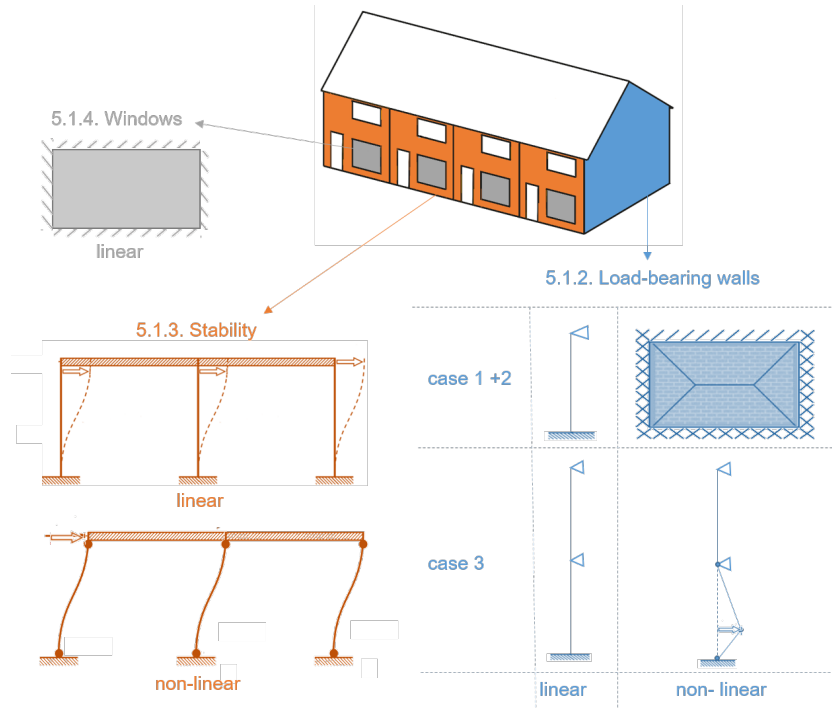 5.1.4. Windows
linear
5.1.2. Load-bearing walls
5.1.3. Stability
case 1 +2
linear
case 3
non-linear
linear
non- linear